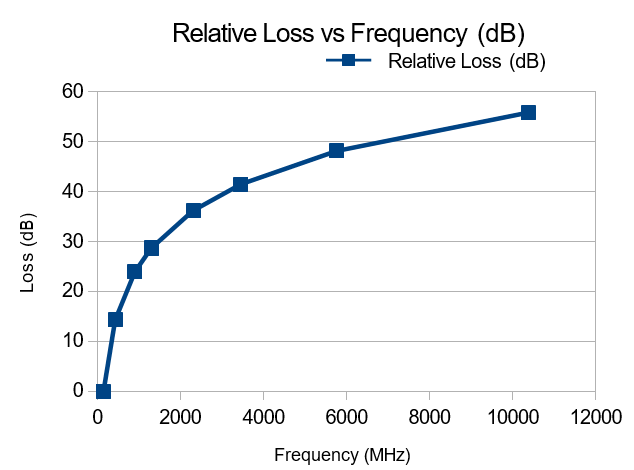 Relative Loss vs Frequency (dB)
Relative Loss (dB)
60
50
40
30
20
10
0
Loss (dB)
0 2000 4000 6000 8000 10000 12000
Frequency (MHz)